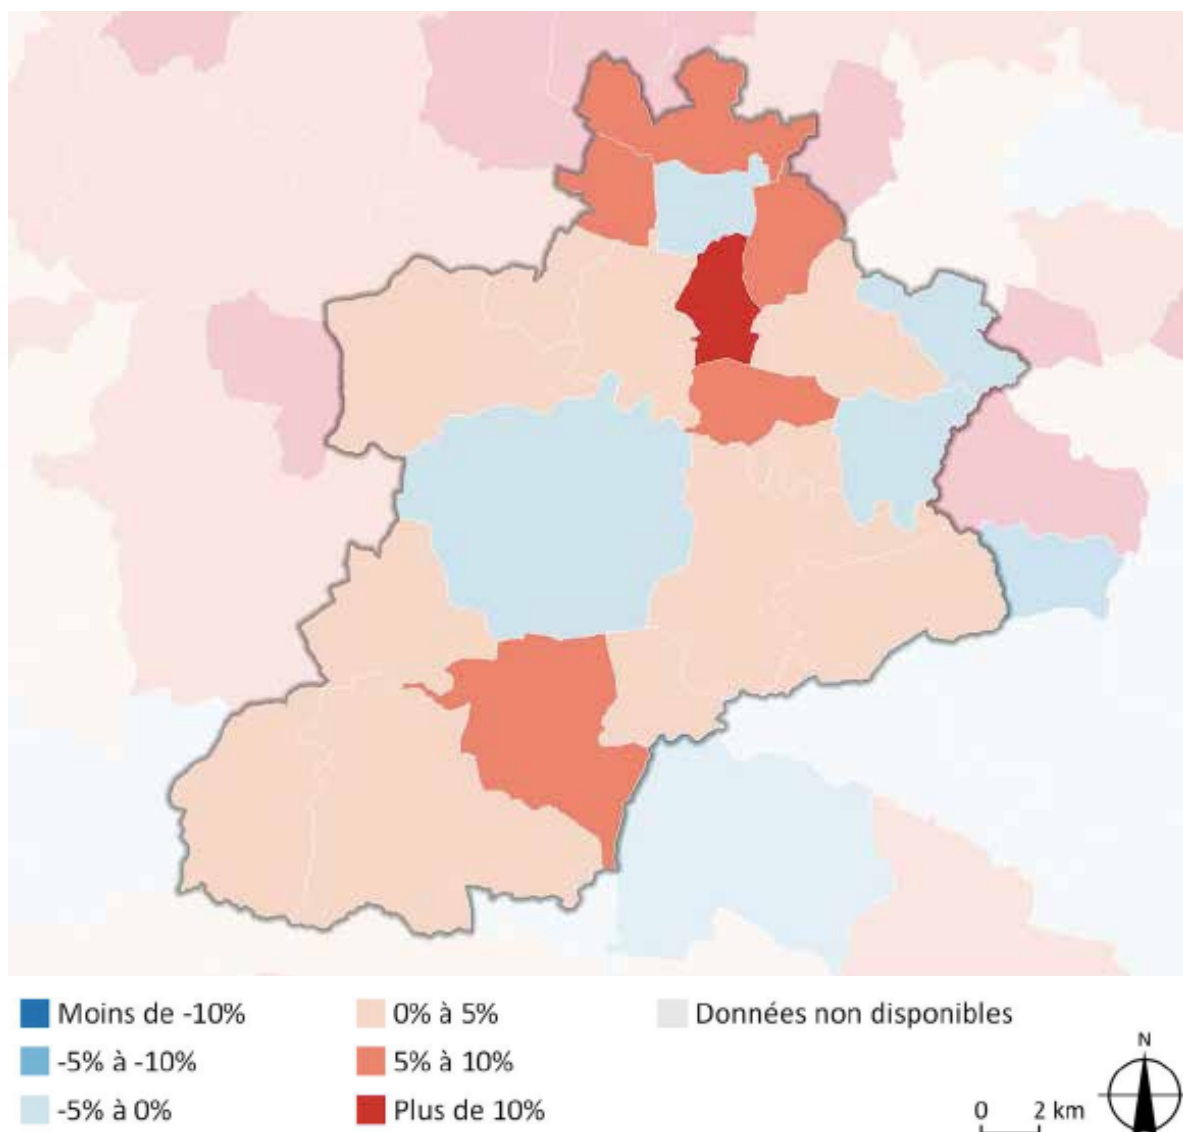 Moins de -10%
-5% à -10%
-5% à 0%
0% à 5%
5% à 10%
Plus de 10%
Données non disponibles
N
0 2 km